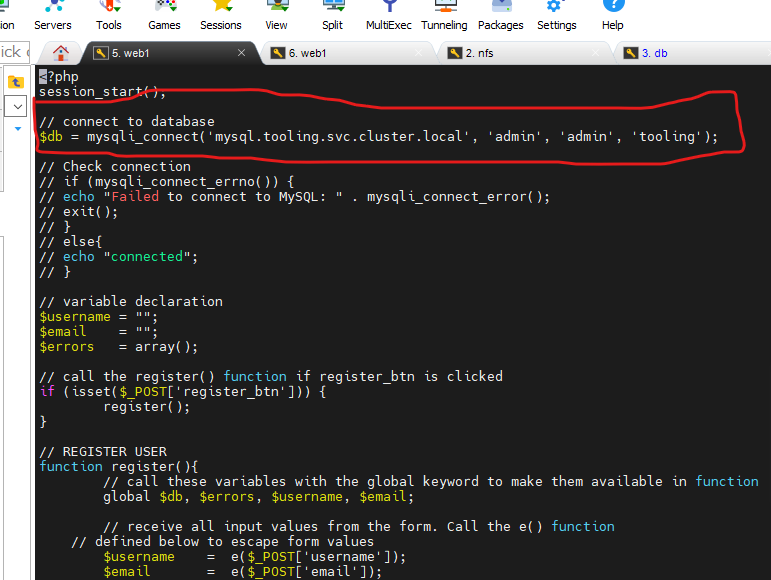 Servers Tools Games Sessions View Split MultiExec Tunneling Packages Settings Help
5. web1 6. web1 2. nfs 3. db
<?php
session_start();
// connect to database
$db = mysqli_connect('mysql.tooling.svc.cluster.local', 'admin', 'admin', 'tooling');
// Check connection
// if (mysqli_connect_errno()) {
// echo "Failed to connect to MySQL: " . mysqli_connect_error();
// exit();
// }
// else{
// echo "connected";
// }
// variable declaration
$username = "";
$email    = "";
$errors   = array();
// call the register() function if register_btn is clicked
if (isset($_POST['register_btn'])) {
        register();
}
// REGISTER USER
function register(){
        // call these variables with the global keyword to make them available in function
        global $db, $errors, $username, $email;
        // receive all input values from the form. Call the e() function
    // defined below to escape form values
        $username    =  e($_POST['username']);
        $email       =  e($_POST['email']);